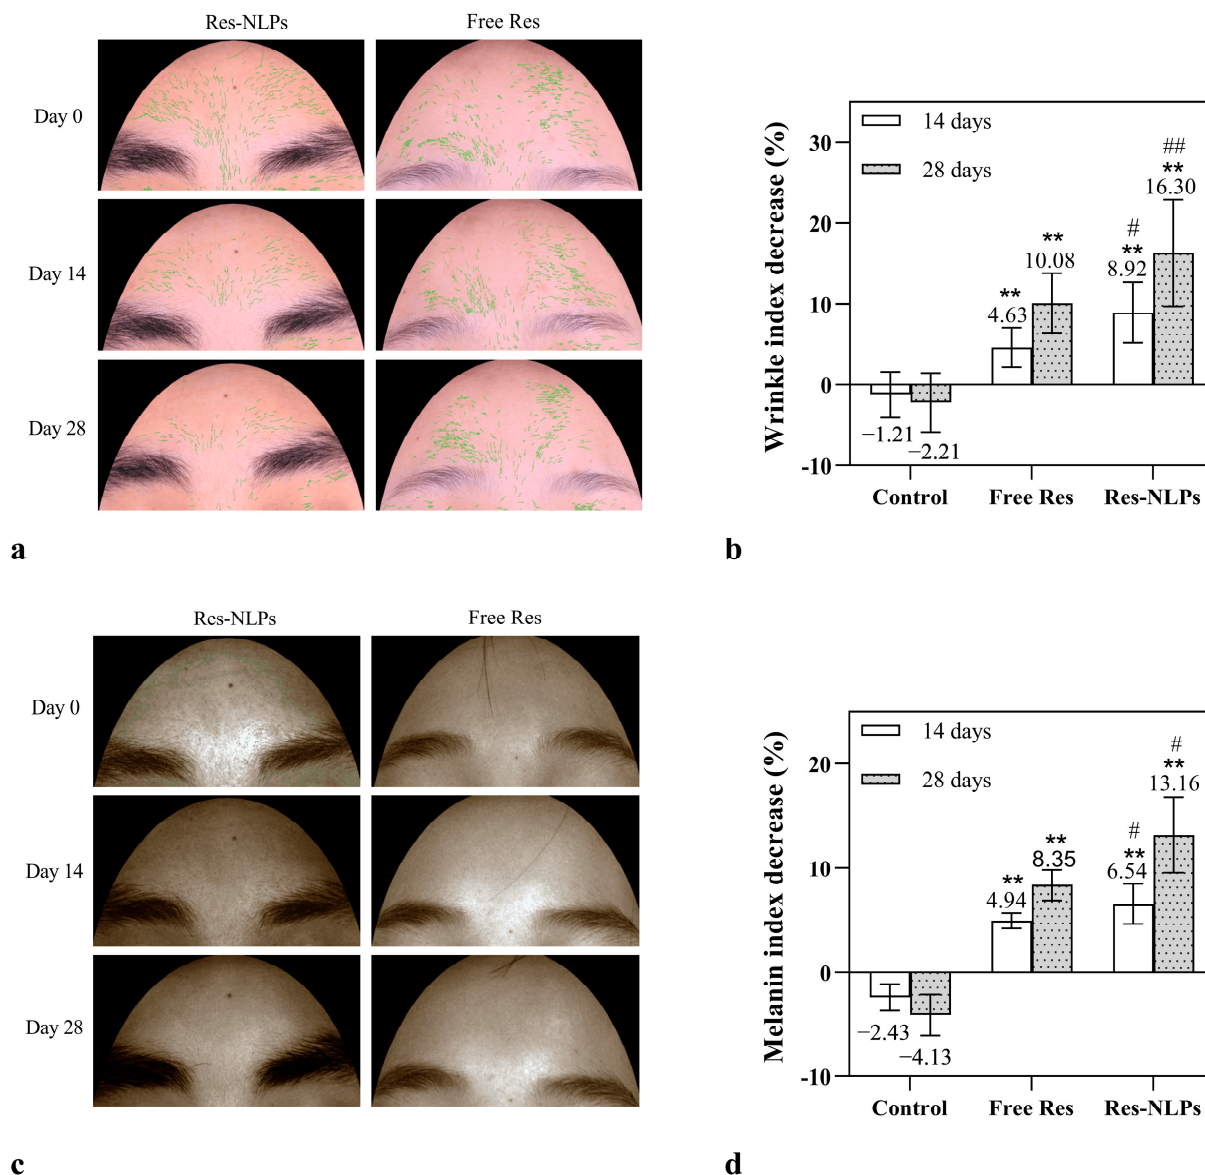 Res-NLPs Free Res
Day 0
Day 14
Day 28
a
Wrinkle index decrease (%)
30
20
10
0
-10
14 days
28 days
−1.21
−2.21
**
4.63
**
10.08
#
**
8.92
##
**
16.30
Control Free Res Res-NLPs
b
Rcs-NLPs Free Res
Day 0
Day 14
Day 28
c
Melanin index decrease (%)
20
10
0
-10
14 days
28 days
−2.43
−4.13
**
4.94
**
8.35
#
**
6.54
#
**
13.16
Control Free Res Res-NLPs
d